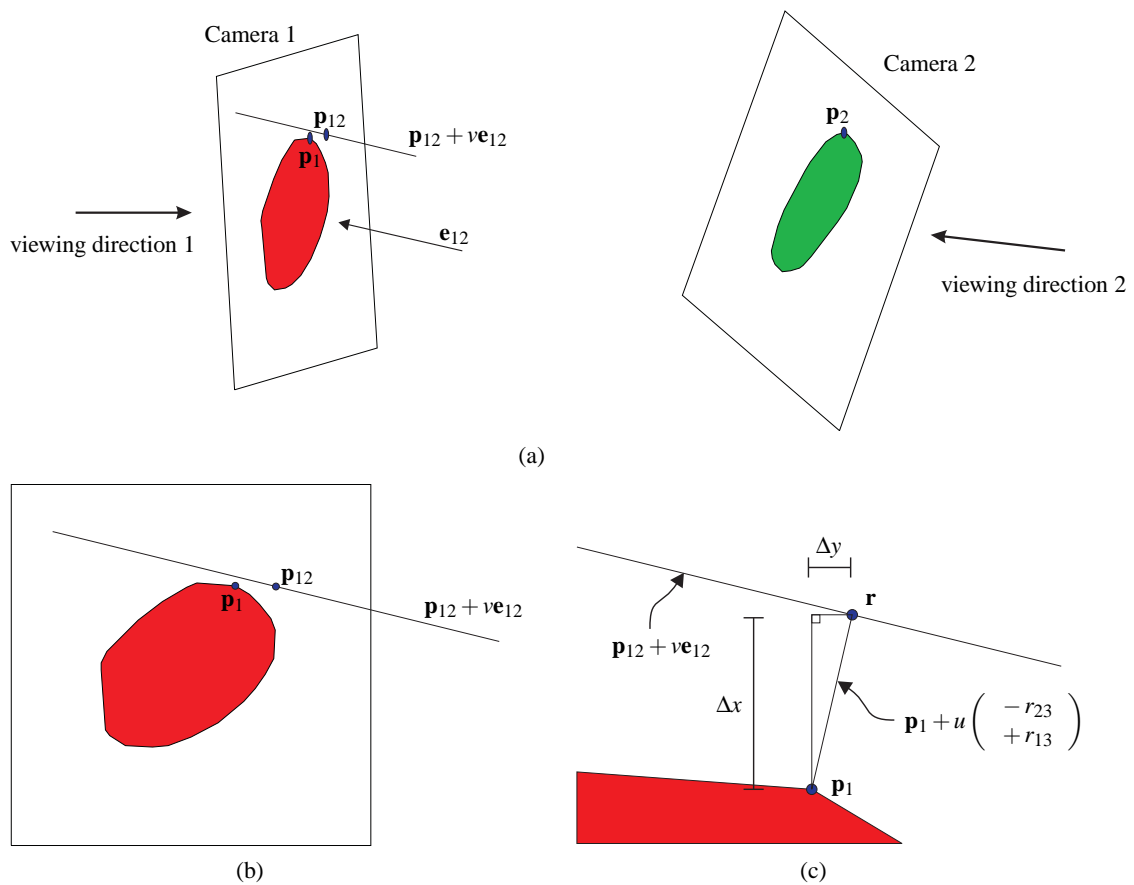 Camera 1
Camera 2
p₁₂
p₁₂ + ve₁₂
p₁
p₂
viewing direction 1
e₁₂
viewing direction 2
(a)
p₁₂
p₁
p₁₂ + ve₁₂
(b)
Δy
r
p₁₂ + ve₁₂
Δx
p₁ + u ( − r₂₃
+ r₁₃ )
p₁
(c)